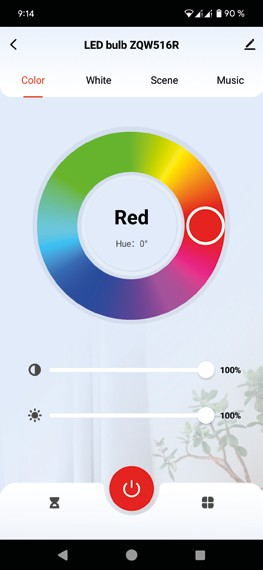 9:14
90 %
LED bulb ZQW516R
Color White Scene Music
Red
Hue: 0°
100%
100%